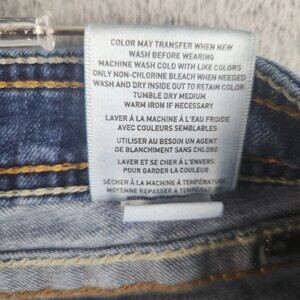 COLOR MAY TRANSFER WHEN NEW
WASH BEFORE WEARING
MACHINE WASH COLD WITH LIKE COLORS
ONLY NON-CHLORINE BLEACH WHEN NEEDED
WASH AND DRY INSIDE OUT TO RETAIN COLOR
TUMBLE DRY MEDIUM
WARM IRON IF NECESSARY
LAVER À LA MACHINE À L'EAU FROIDE
AVEC COULEURS SEMBLABLES
UTILISER AU BESOIN UN AGENT
DE BLANCHIMENT SANS CHLORE
LAVER ET SE CHER À L'ENVERS
POUR GARDER LA COULEUR
SÉCHER À LA MACHINE À TEMPÉRATURE
MOYENNE REPASSER À TEMPÉRATURE